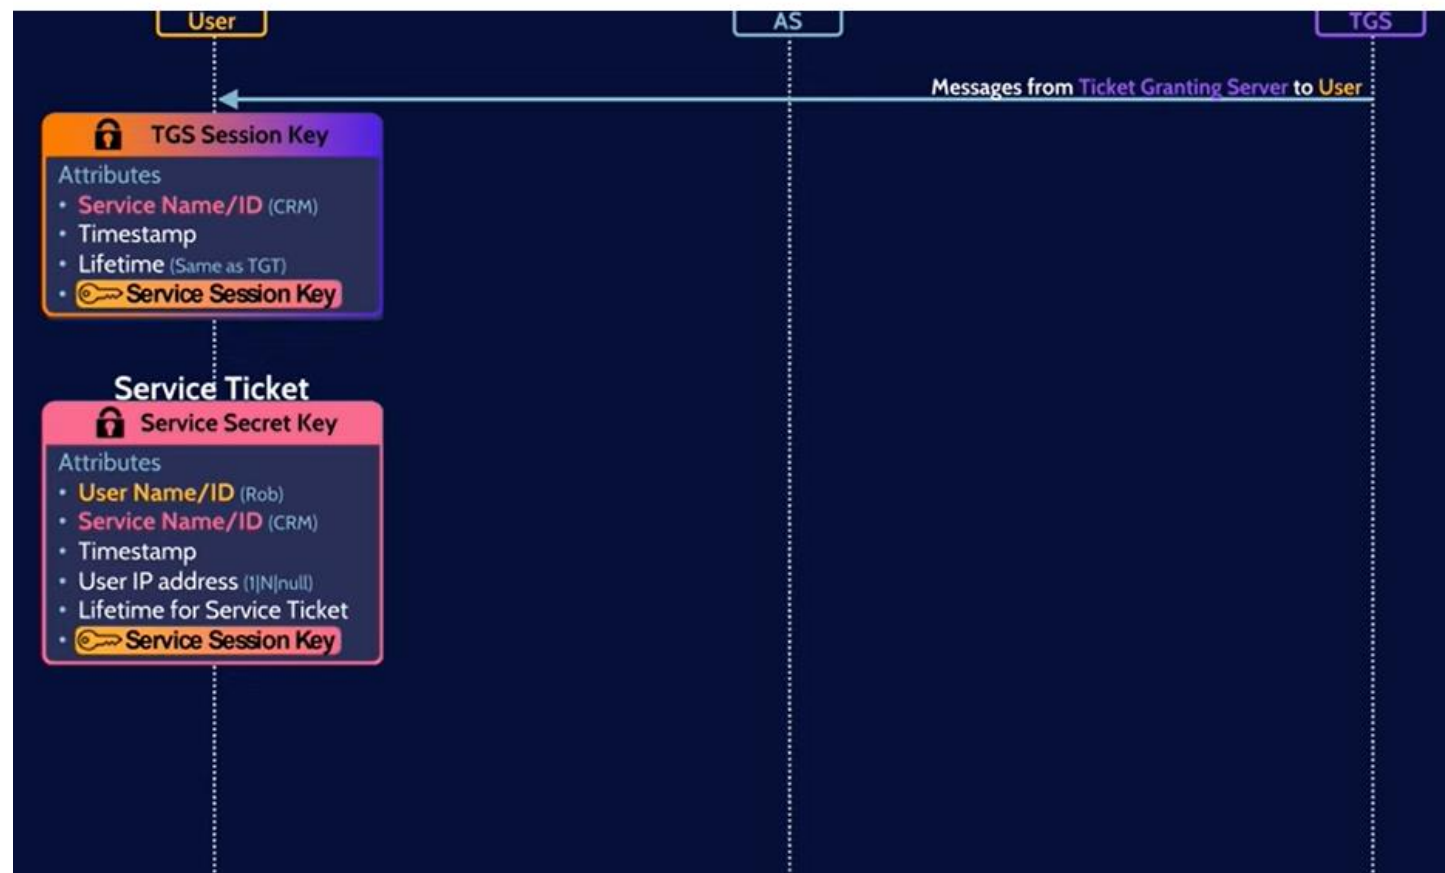 User
AS
TGS
Messages from Ticket Granting Server to User
TGS Session Key
Attributes
• Service Name/ID (CRM)
• Timestamp
• Lifetime (Same as TGT)
• Service Session Key
Service Ticket
Service Secret Key
Attributes
• User Name/ID (Rob)
• Service Name/ID (CRM)
• Timestamp
• User IP address (1|N|null)
• Lifetime for Service Ticket
• Service Session Key